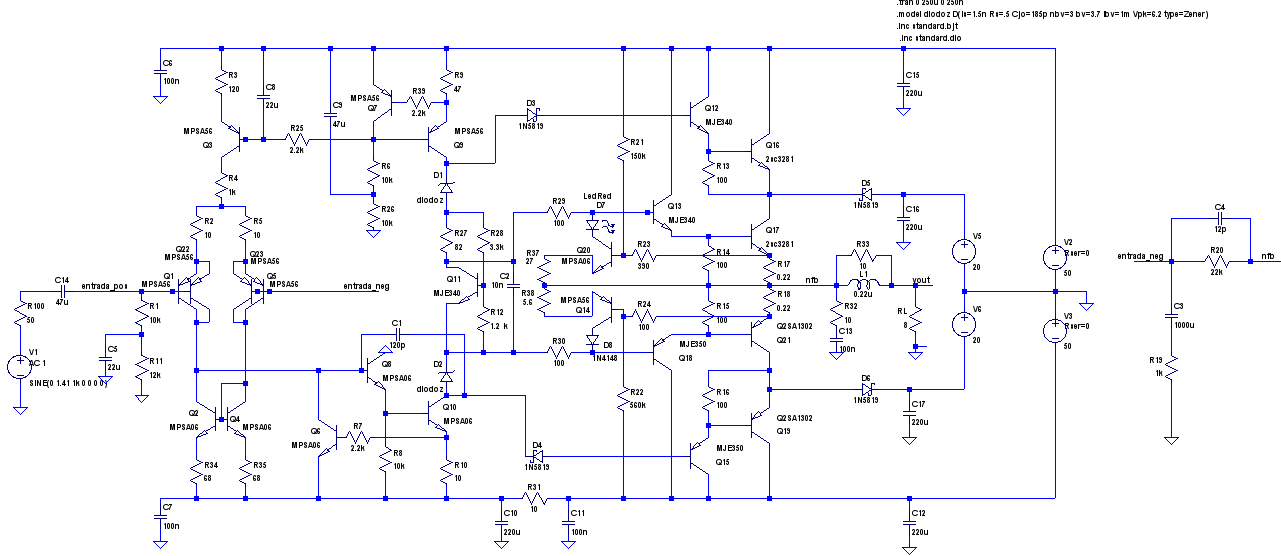 .tran 0 250u 0 250n
.model diodoz D(Is=1.5n Rs=.5 Cjo=185p nbv=3 bv=3.7 Ibv=1m Vpk=6.2 type=Zener)
.inc standard.bjt
.inc standard.dio
C6
100n
R3
120
C8
22u
C9
47u
MPSA56
Q7
R39
2.2k
R9
47
MPSA56
Q3
R25
2.2k
MPSA56
Q9
D3
1N5819
Q12
MJE340
C15
220u
R4
1k
R6
10k
R26
10k
D1
diodoz
R21
150k
R13
100
Q16
2sc3281
R2
10
R5
10
R27
82
R28
3.3k
R29
100
LedRed
D7
Q13
MJE340
D5
1N5819
C16
220u
Q17
2sc3281
Q22
MPSA56
Q23
MPSA56
Q1
MPSA56
Q5
MPSA56
Q11
MJE340
C2
10n
R37
27
Q20
MPSA06
R23
390
R14
100
R17
0.22
R33
10
L1
0.22u
V5
20
V2
Rser=0
50
C4
12p
R20
22k
C14
47u
entrada_pos
entrada_neg
nfb
vout
entrada_neg
nfb
R100
50
R1
10k
R12
1.2 k
R38
5.6
MPSA56
Q14
R24
100
R15
100
R18
0.22
R32
10
C13
100n
RL
8
V6
20
V3
Rser=0
50
C3
1000u
V1
AC 1
SINE(0 1.41 1k 0 0 0 0)
C5
22u
R11
12k
C1
120p
Q8
MPSA06
D2
diodoz
R30
100
D8
1N4148
MJE350
Q18
Q2SA1302
Q21
R19
1k
Q2
MPSA06
Q4
MPSA06
Q6
MPSA06
R7
2.2k
R8
10k
Q10
MPSA06
R22
560k
R16
100
D6
1N5819
C17
220u
Q2SA1302
Q19
R34
68
R35
68
R10
10
D4
1N5819
MJE350
Q15
C7
100n
C10
220u
R31
10
C11
100n
C12
220u